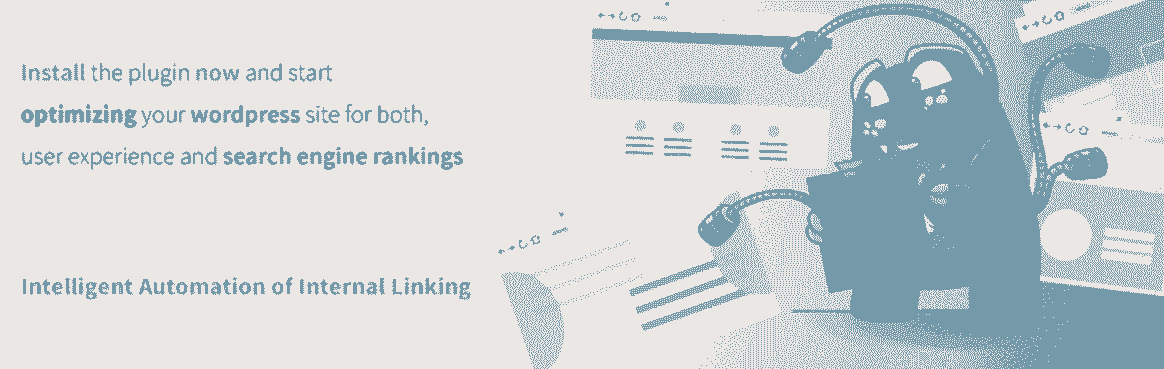 Install the plugin now and start
optimizing your wordpress site for both,
user experience and search engine rankings
Intelligent Automation of Internal Linking